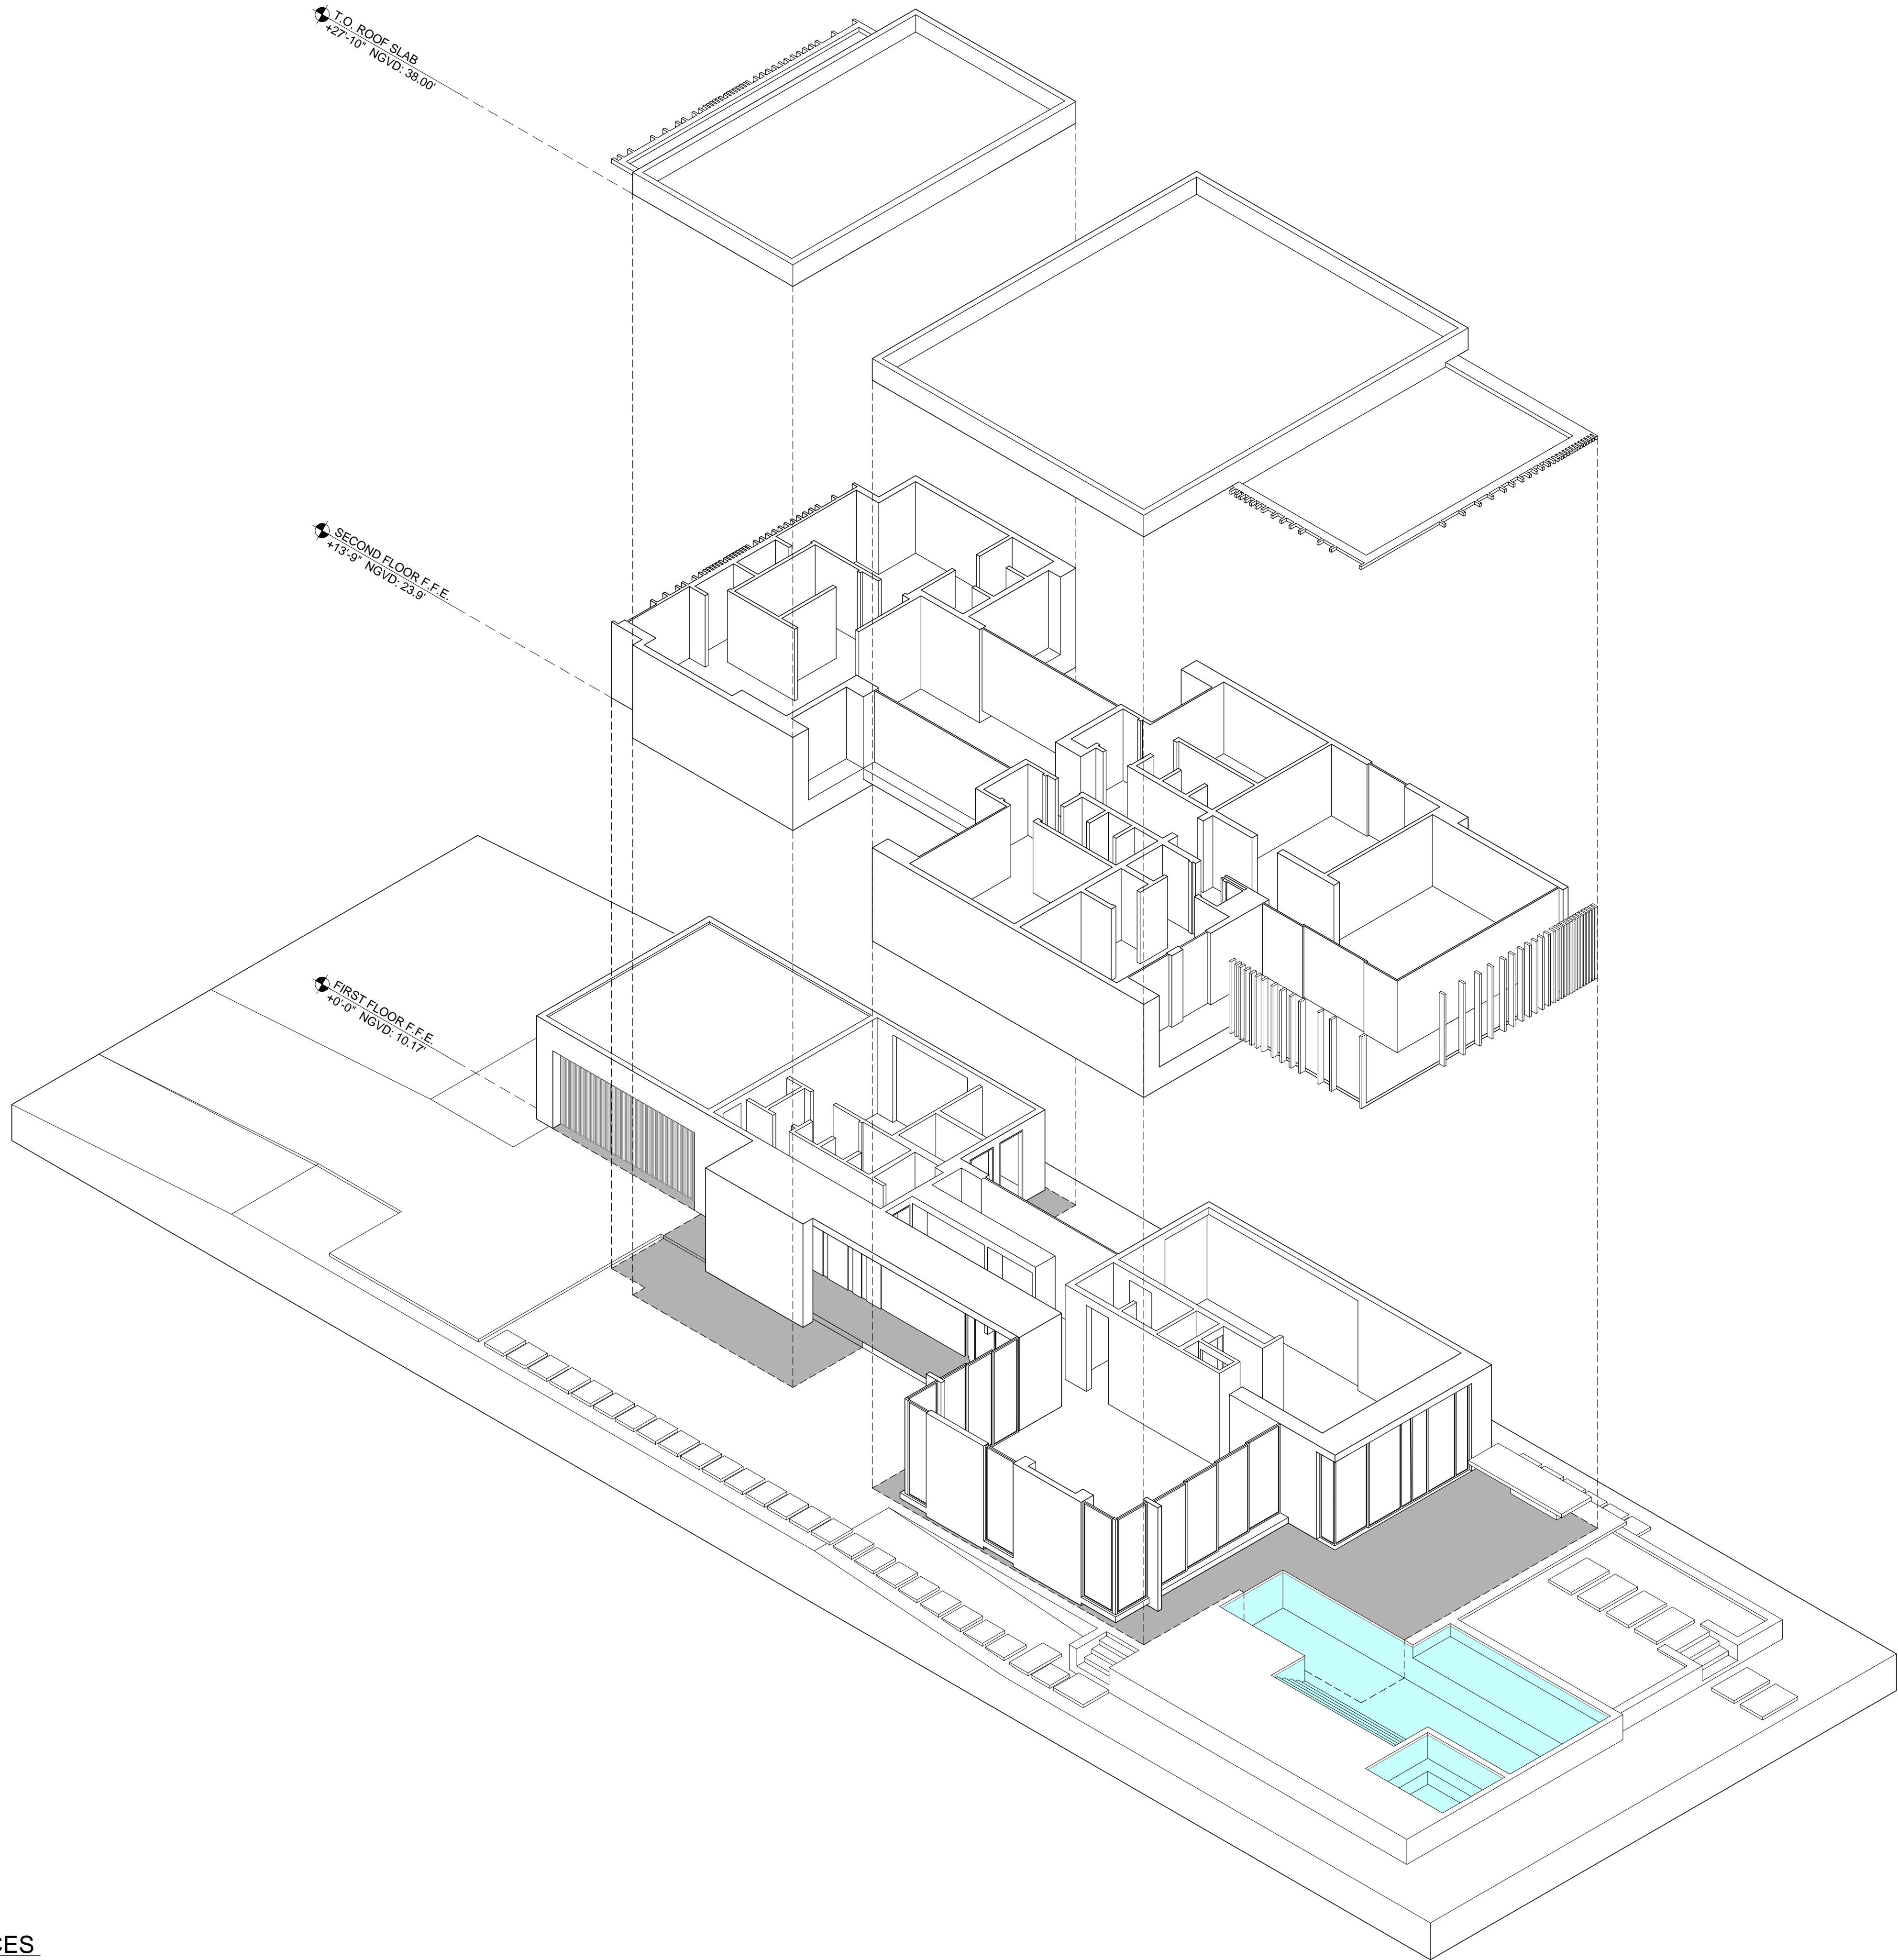 T.O. ROOF SLAB
+27'-10" NGVD: 38.00'
SECOND FLOOR F.F.E.
+13'-9" NGVD: 23.9'
FIRST FLOOR F.F.E.
+0'-0" NGVD: 10.17'
CES